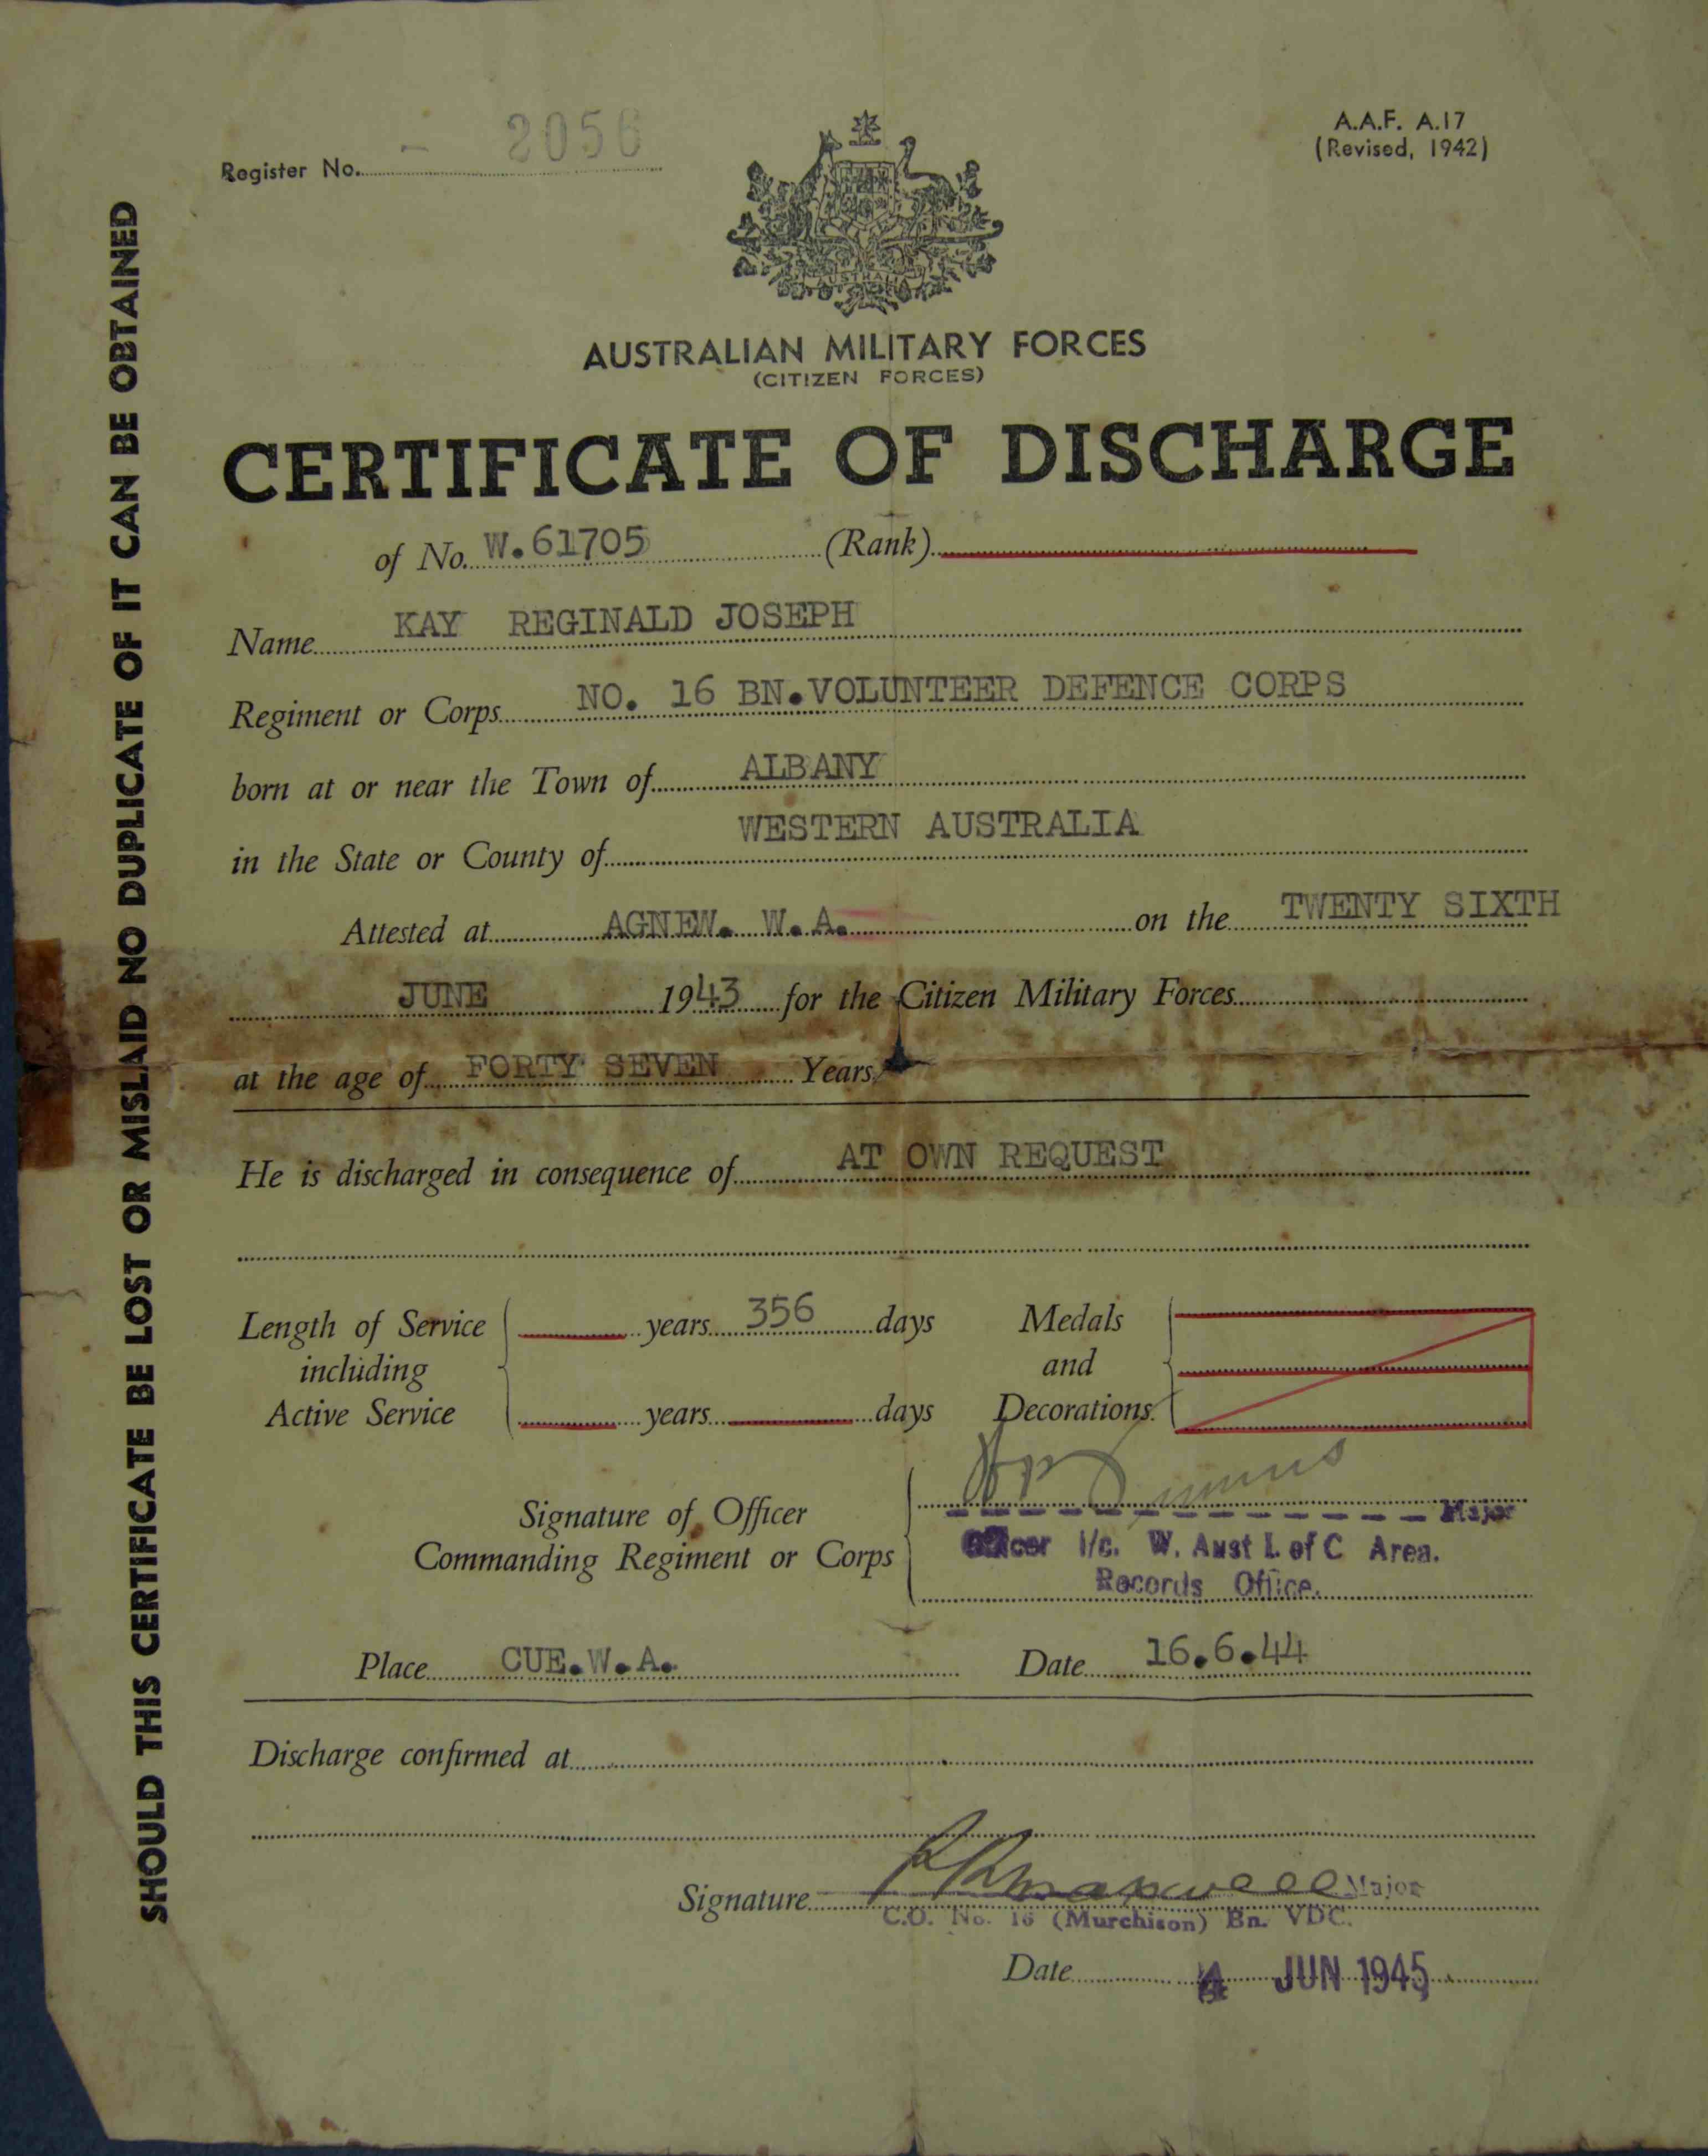 Register No. - 2056
A.A.F. A.17
(Revised, 1942)
AUSTRALIA
AUSTRALIAN MILITARY FORCES
(CITIZEN FORCES)
CERTIFICATE OF DISCHARGE
of No. W.61705 (Rank)
Name KAY REGINALD JOSEPH
Regiment or Corps NO. 16 BN. VOLUNTEER DEFENCE CORPS
born at or near the Town of ALBANY
in the State or County of WESTERN AUSTRALIA
Attested at AGNEW. W.A. on the TWENTY SIXTH
JUNE 1943 for the Citizen Military Forces
at the age of FORTY SEVEN Years
He is discharged in consequence of AT OWN REQUEST
Length of Service years 356 days
including
Active Service years days
Medals
and
Decorations
Signature of Officer
Commanding Regiment or Corps
Major
Officer i/c. W. Aust L of C Area.
Records Office.
Place CUE.W.A. Date 16.6.44
Discharge confirmed at
Signature Maxwell Major
C.O. No. 16 (Murchison) Bn. VDC.
Date 4 JUN 1945
SHOULD THIS CERTIFICATE BE LOST OR MISLAID NO DUPLICATE OF IT CAN BE OBTAINED